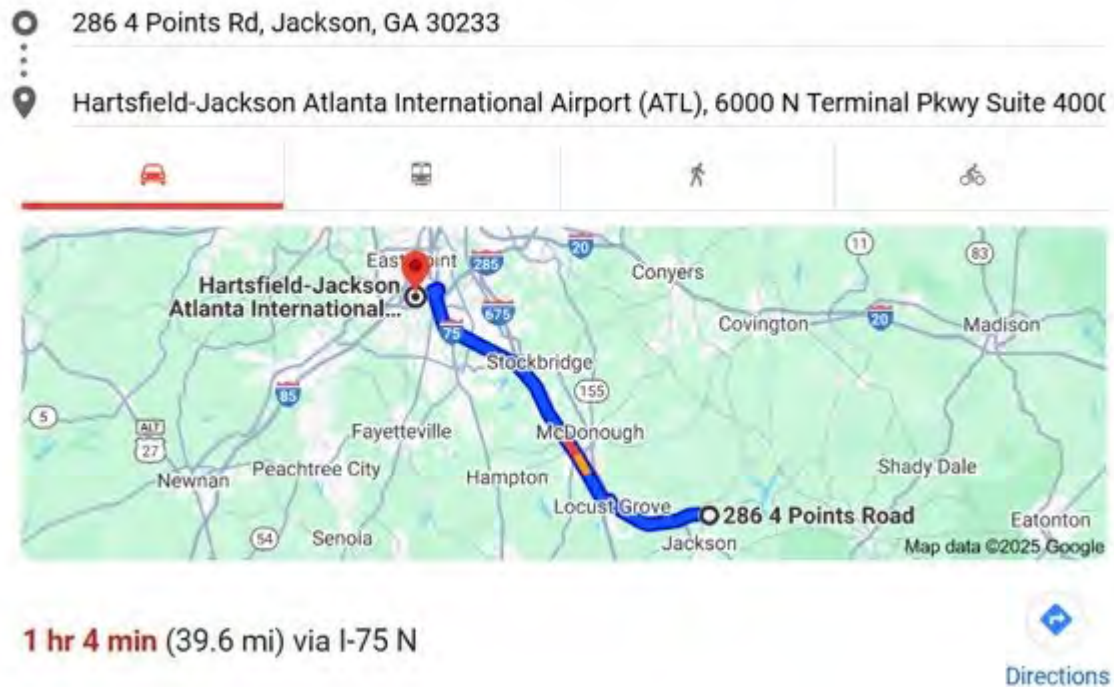 286 4 Points Rd, Jackson, GA 30233
Hartsfield-Jackson Atlanta International Airport (ATL), 6000 N Terminal Pkwy Suite 4000
East Point
285
20
11
83
Conyers
Hartsfield-Jackson
Atlanta International...
675
75
Covington
20
Madison
Stockbridge
85
155
5
ALT
27
Fayetteville
McDonough
Newnan
Peachtree City
Hampton
Shady Dale
Locust Grove
286 4 Points Road
54
Senoia
Jackson
Eatonton
Map data ©2025 Google
1 hr 4 min (39.6 mi) via I-75 N
Directions